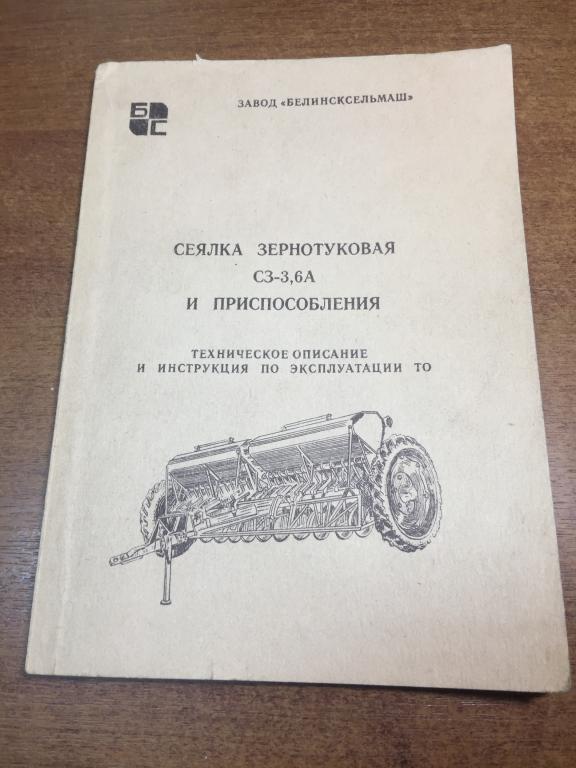 БС
ЗАВОД «БЕЛИНСКСЕЛЬМАШ»
СЕЯЛКА ЗЕРНОТУКОВАЯ
СЗ-3,6А
И ПРИСПОСОБЛЕНИЯ
ТЕХНИЧЕСКОЕ ОПИСАНИЕ
И ИНСТРУКЦИЯ ПО ЭКСПЛУАТАЦИИ ТО